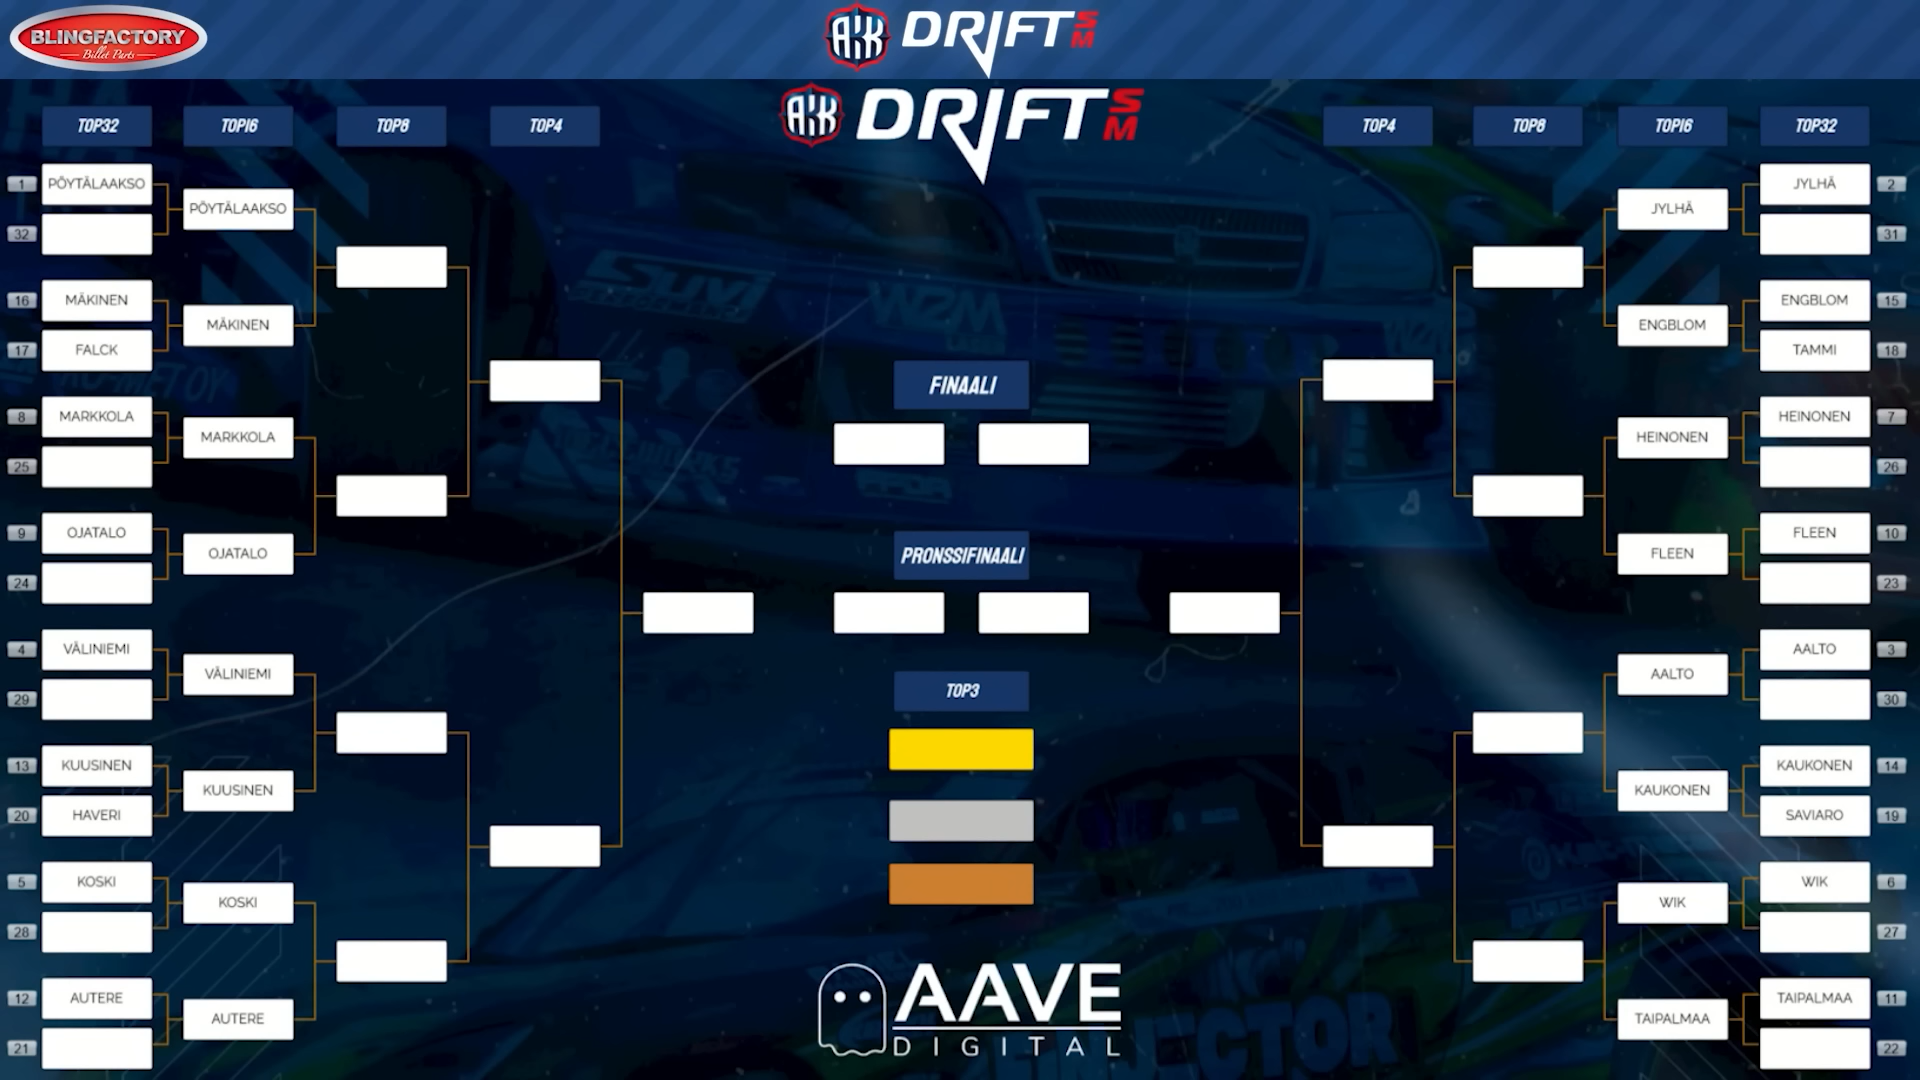 BLINGFACTORY
Billet Parts
AKK DRIFT SM
AKK DRIFT SM
TOP32 TOP16 TOP8 TOP4 TOP4 TOP8 TOP16 TOP32
1 PÖYTÄLAAKSO
32
PÖYTÄLAAKSO
16 MÄKINEN
17 FALCK
MÄKINEN
8 MARKKOLA
25
MARKKOLA
9 OJATALO
24
OJATALO
4 VÄLINIEMI
29
VÄLINIEMI
13 KUUSINEN
20 HAVERI
KUUSINEN
5 KOSKI
28
KOSKI
12 AUTERE
21
AUTERE
FINAALI
PRONSSIFINAALI
TOP3
AAVE
DIGITAL
JYLHÄ
JYLHÄ 2
31
ENGBLOM
ENGBLOM 15
TAMMI 18
HEINONEN
HEINONEN 7
26
FLEEN
FLEEN 10
23
AALTO
AALTO 3
30
KAUKONEN
KAUKONEN 14
SAVIARO 19
WIK
WIK 6
27
TAIPALMAA
TAIPALMAA 11
22
SUVI
W2M